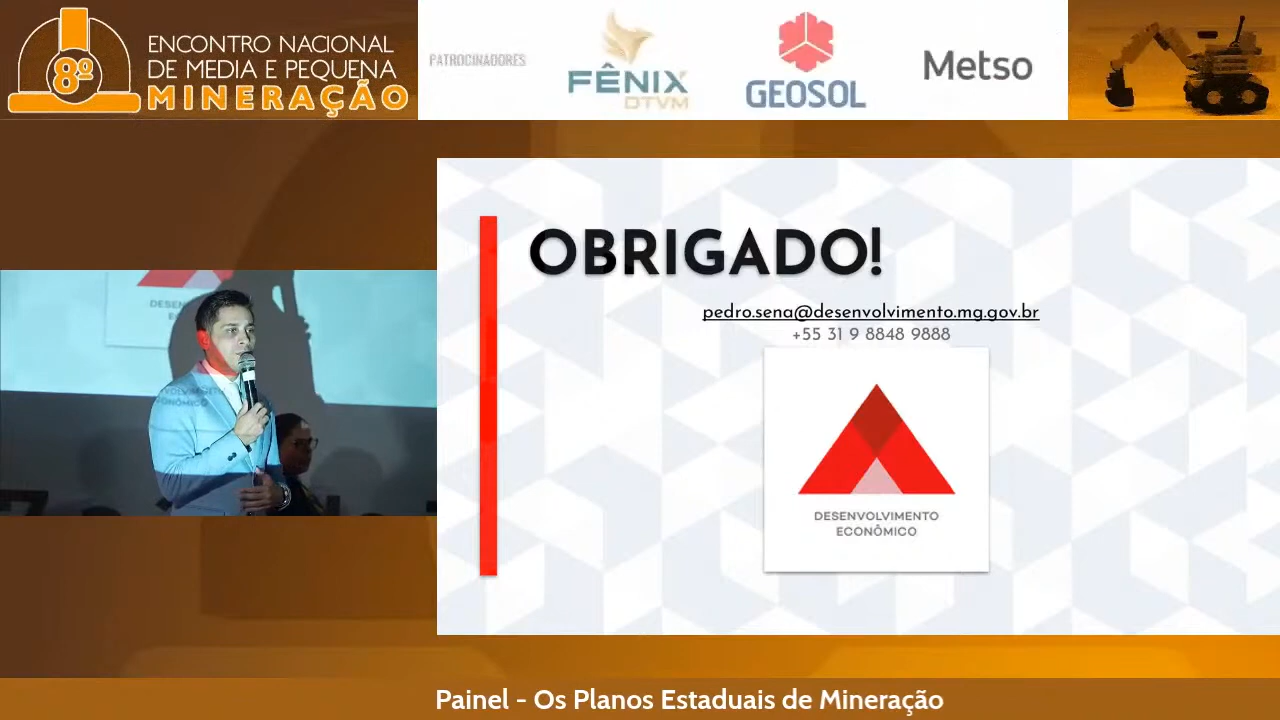 8º
ENCONTRO NACIONAL
DE MEDIA E PEQUENA
MINERAÇÃO
PATROCINADORES
FÊNIX
DTVM
GEOSOL
Metso
OBRIGADO!
pedro.sena@desenvolvimento.mg.gov.br
+55 31 9 8848 9888
DESENVOLVIMENTO
ECONÔMICO
Painel - Os Planos Estaduais de Mineração